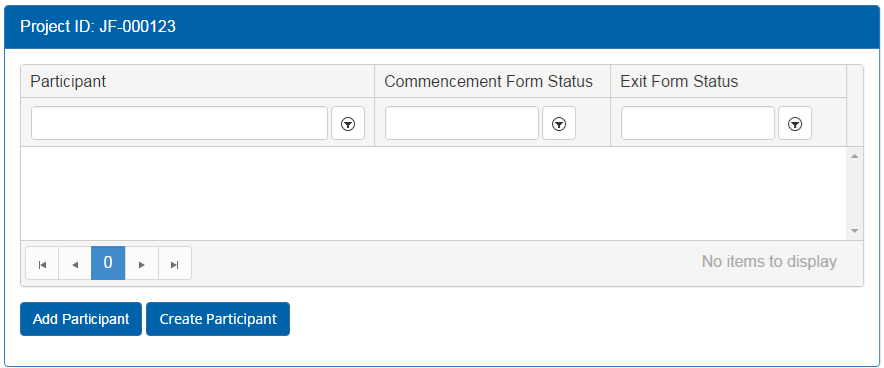 Project ID: JF-000123
Participant Commencement Form Status Exit Form Status
0 No items to display
Add Participant Create Participant